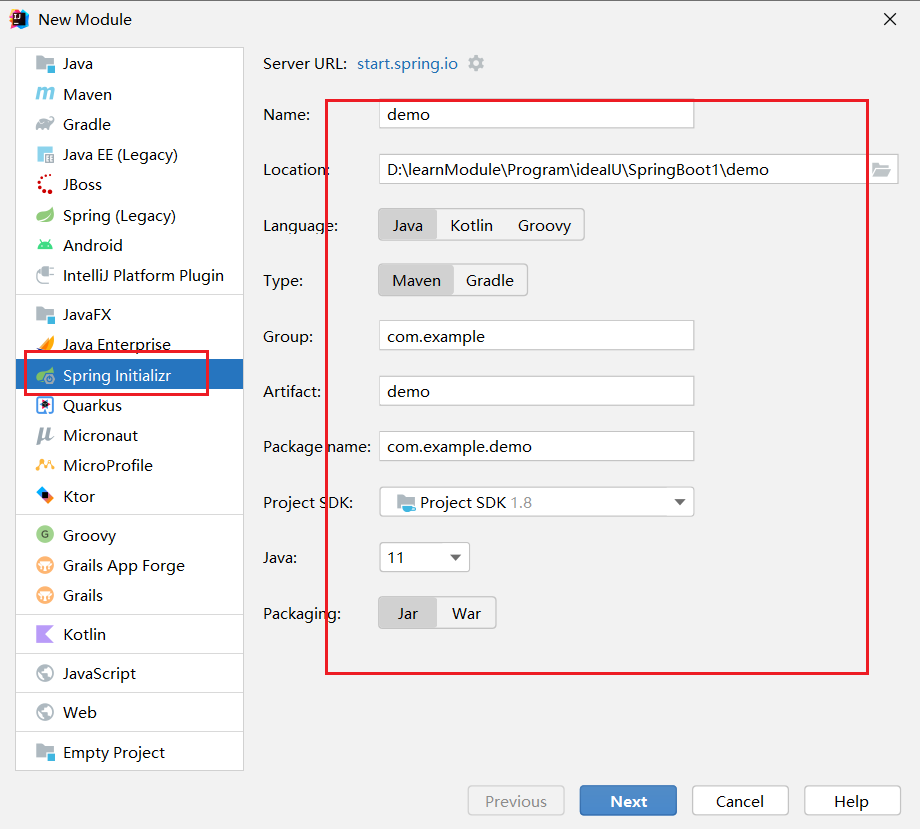 New Module
Java
Maven
Gradle
Java EE (Legacy)
JBoss
Spring (Legacy)
Android
IntelliJ Platform Plugin
JavaFX
Java Enterprise
Spring Initializr
Quarkus
Micronaut
MicroProfile
Ktor
Groovy
Grails App Forge
Grails
Kotlin
JavaScript
Web
Empty Project
Server URL: start.spring.io
Name: demo
Location: D:\learnModule\Program\ideaIU\SpringBoot1\demo
Language: Java Kotlin Groovy
Type: Maven Gradle
Group: com.example
Artifact: demo
Package name: com.example.demo
Project SDK: Project SDK 1.8
Java: 11
Packaging: Jar War
Previous Next Cancel Help